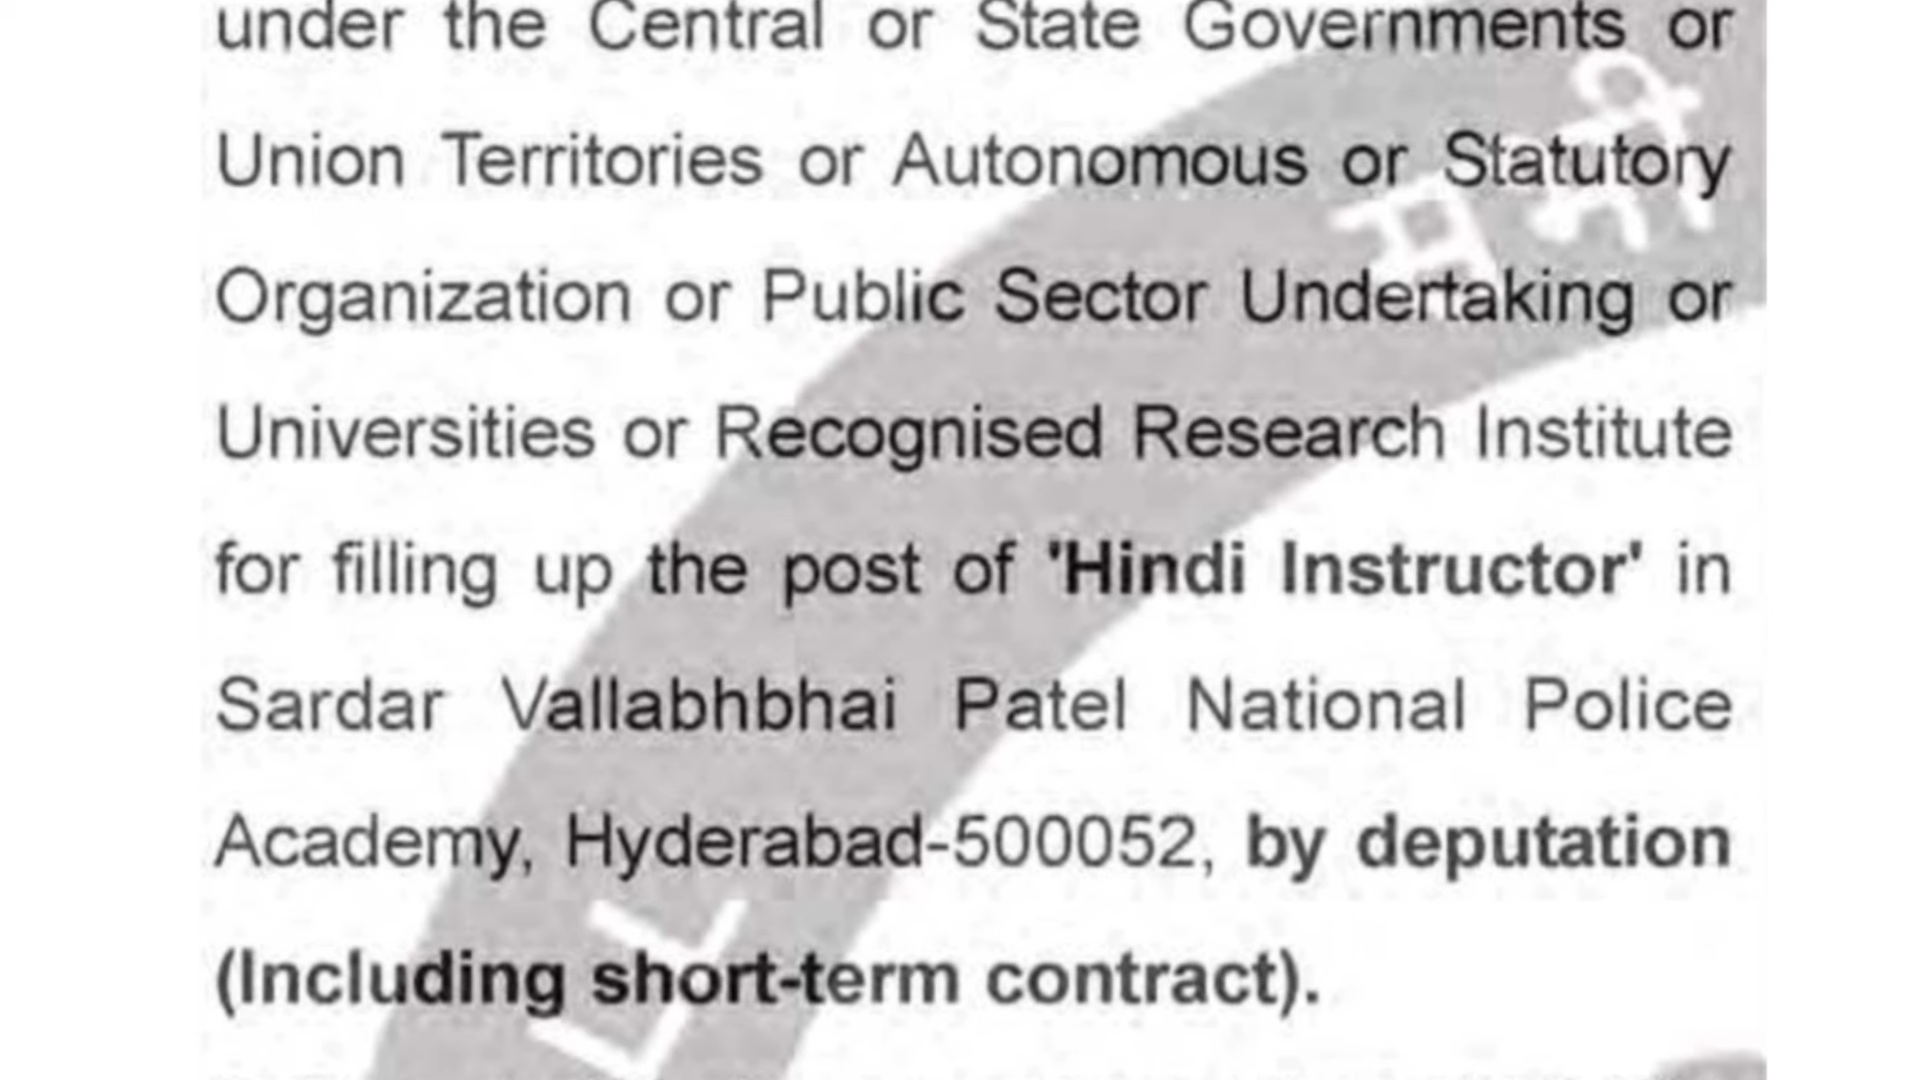 under the Central or State Governments or
Union Territories or Autonomous or Statutory
Organization or Public Sector Undertaking or
Universities or Recognised Research Institute
for filling up the post of 'Hindi Instructor' in
Sardar Vallabhbhai Patel National Police
Academy, Hyderabad-500052, by deputation
(Including short-term contract).